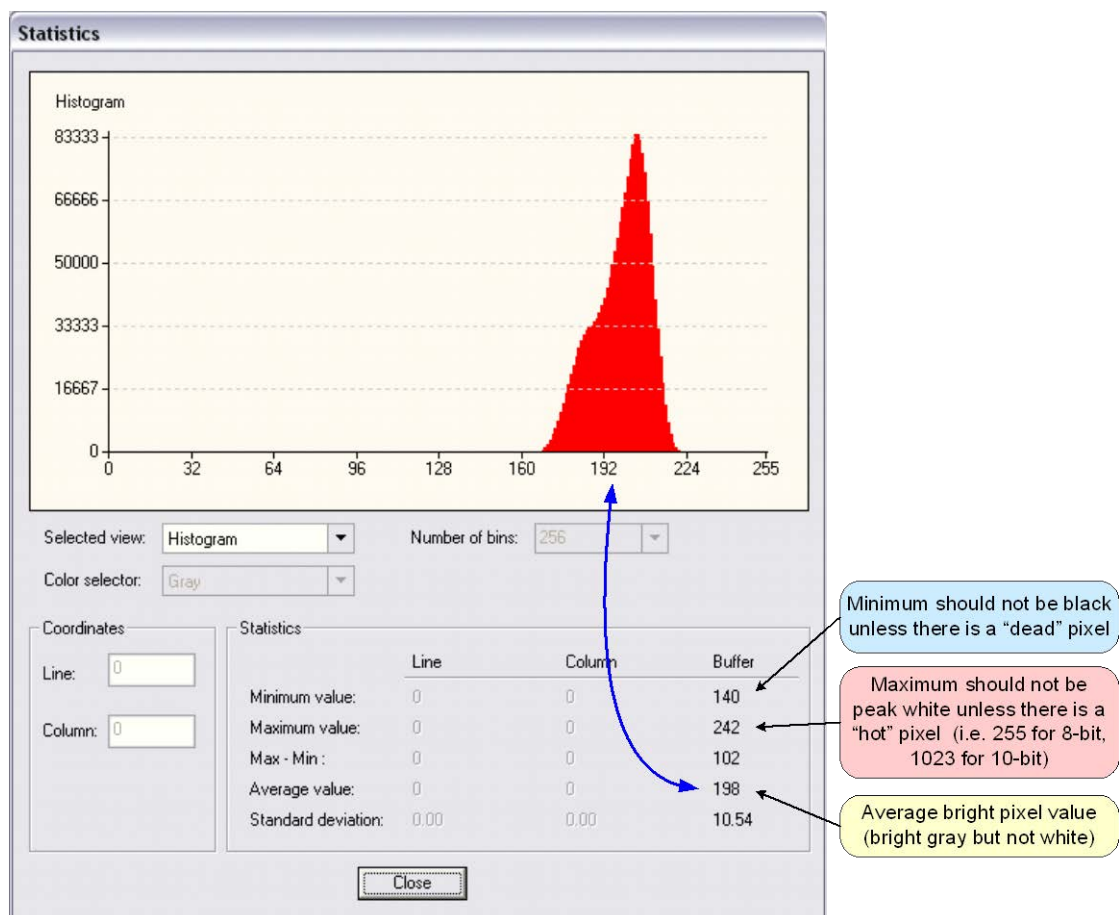 Statistics
Histogram
83333
66666
50000
33333
16667
0
0 32 64 96 128 160 192 224 255
Selected view: Histogram Number of bins: 256
Color selector: Gray
Coordinates
Line: 0
Column: 0
Statistics
Line Column Buffer
Minimum value: 0 0 140
Maximum value: 0 0 242
Max - Min : 0 0 102
Average value: 0 0 198
Standard deviation: 0.00 0.00 10.54
Close
Minimum should not be black
unless there is a “dead” pixel
Maximum should not be
peak white unless there is a
“hot” pixel (i.e. 255 for 8-bit,
1023 for 10-bit)
Average bright pixel value
(bright gray but not white)